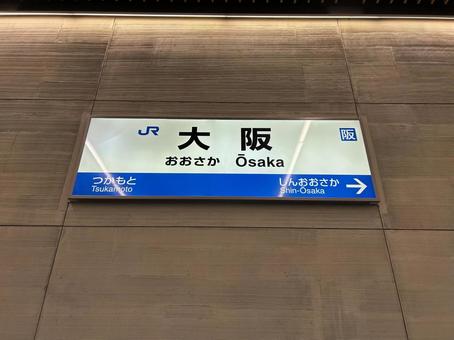 JR 大阪 阪
おおさか Ōsaka
つかもと しんおおさか →
Tsukamoto Shin-Ōsaka